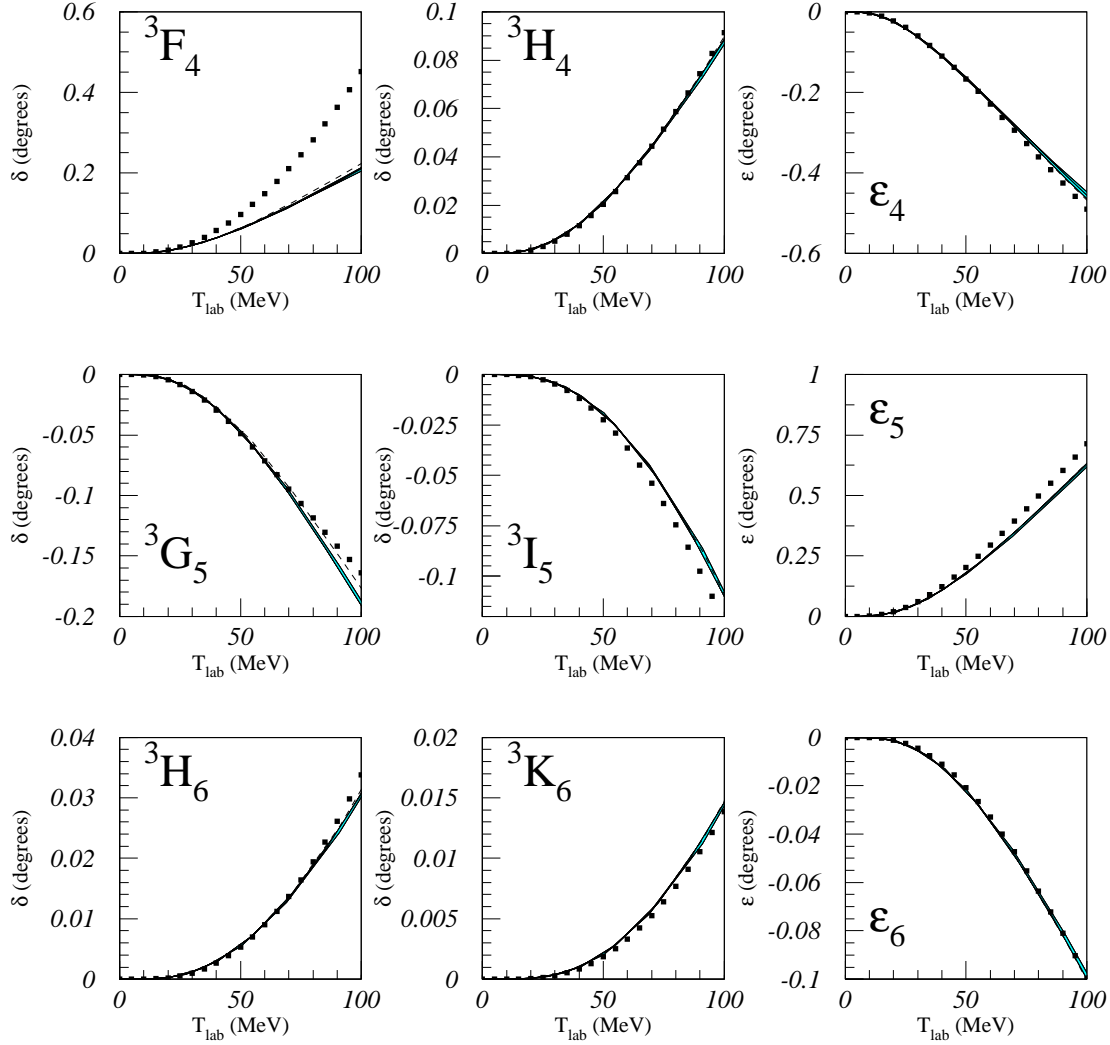 0.6 0.1 0
³F₄ ³H₄
0.08
0.4 -0.2
0.06
δ (degrees) δ (degrees) ε (degrees)
0.04
0.2 -0.4 ε₄
0.02
0 0 -0.6
0 50 100 0 50 100 0 50 100
T_lab (MeV) T_lab (MeV) T_lab (MeV)
0 0 1
ε₅
-0.05 -0.025 0.75
-0.05
δ (degrees) -0.1 δ (degrees) ε (degrees) 0.5
-0.075
-0.15 ³G₅ ³I₅ 0.25
-0.1
-0.2 0
0 50 100 0 50 100 0 50 100
T_lab (MeV) T_lab (MeV) T_lab (MeV)
0.04 0.02 0
³H₆ ³K₆
-0.02
0.03 0.015
-0.04
δ (degrees) 0.02 δ (degrees) 0.01 ε (degrees)
-0.06
0.01 0.005
-0.08 ε₆
0 0 -0.1
0 50 100 0 50 100 0 50 100
T_lab (MeV) T_lab (MeV) T_lab (MeV)